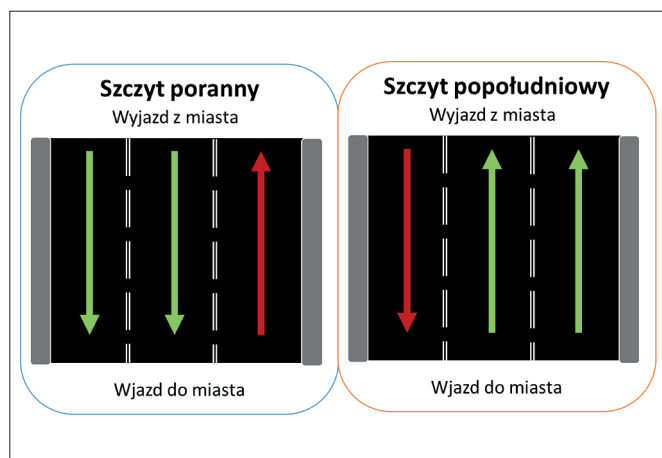 Szczyt poranny
Wyjazd z miasta
Wjazd do miasta
Szczyt popołudniowy
Wyjazd z miasta
Wjazd do miasta